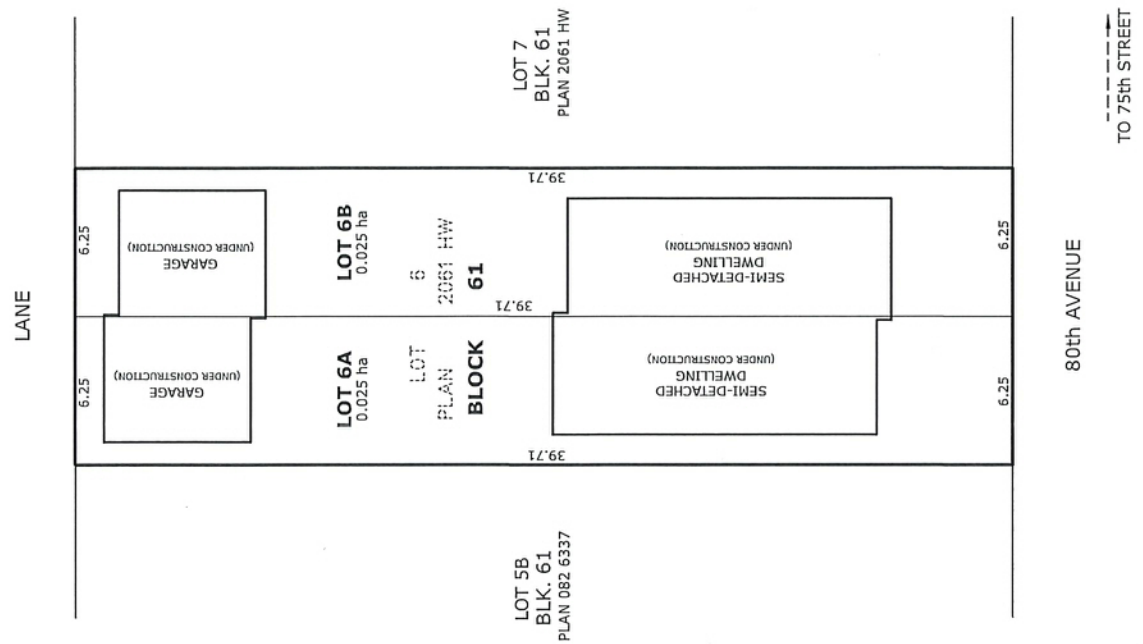 LANE
LOT 5B
BLK. 61
PLAN 082 6337
LOT 7
BLK. 61
PLAN 2061 HW
6.25
6.25
GARAGE
(UNDER CONSTRUCTION)
GARAGE
(UNDER CONSTRUCTION)
LOT 6A
0.025 ha
LOT 6B
0.025 ha
LOT 6
PLAN 2061 HW
BLOCK 61
39.71
39.71
39.71
SEMI-DETACHED
DWELLING
(UNDER CONSTRUCTION)
SEMI-DETACHED
DWELLING
(UNDER CONSTRUCTION)
6.25
6.25
80th AVENUE
TO 75th STREET